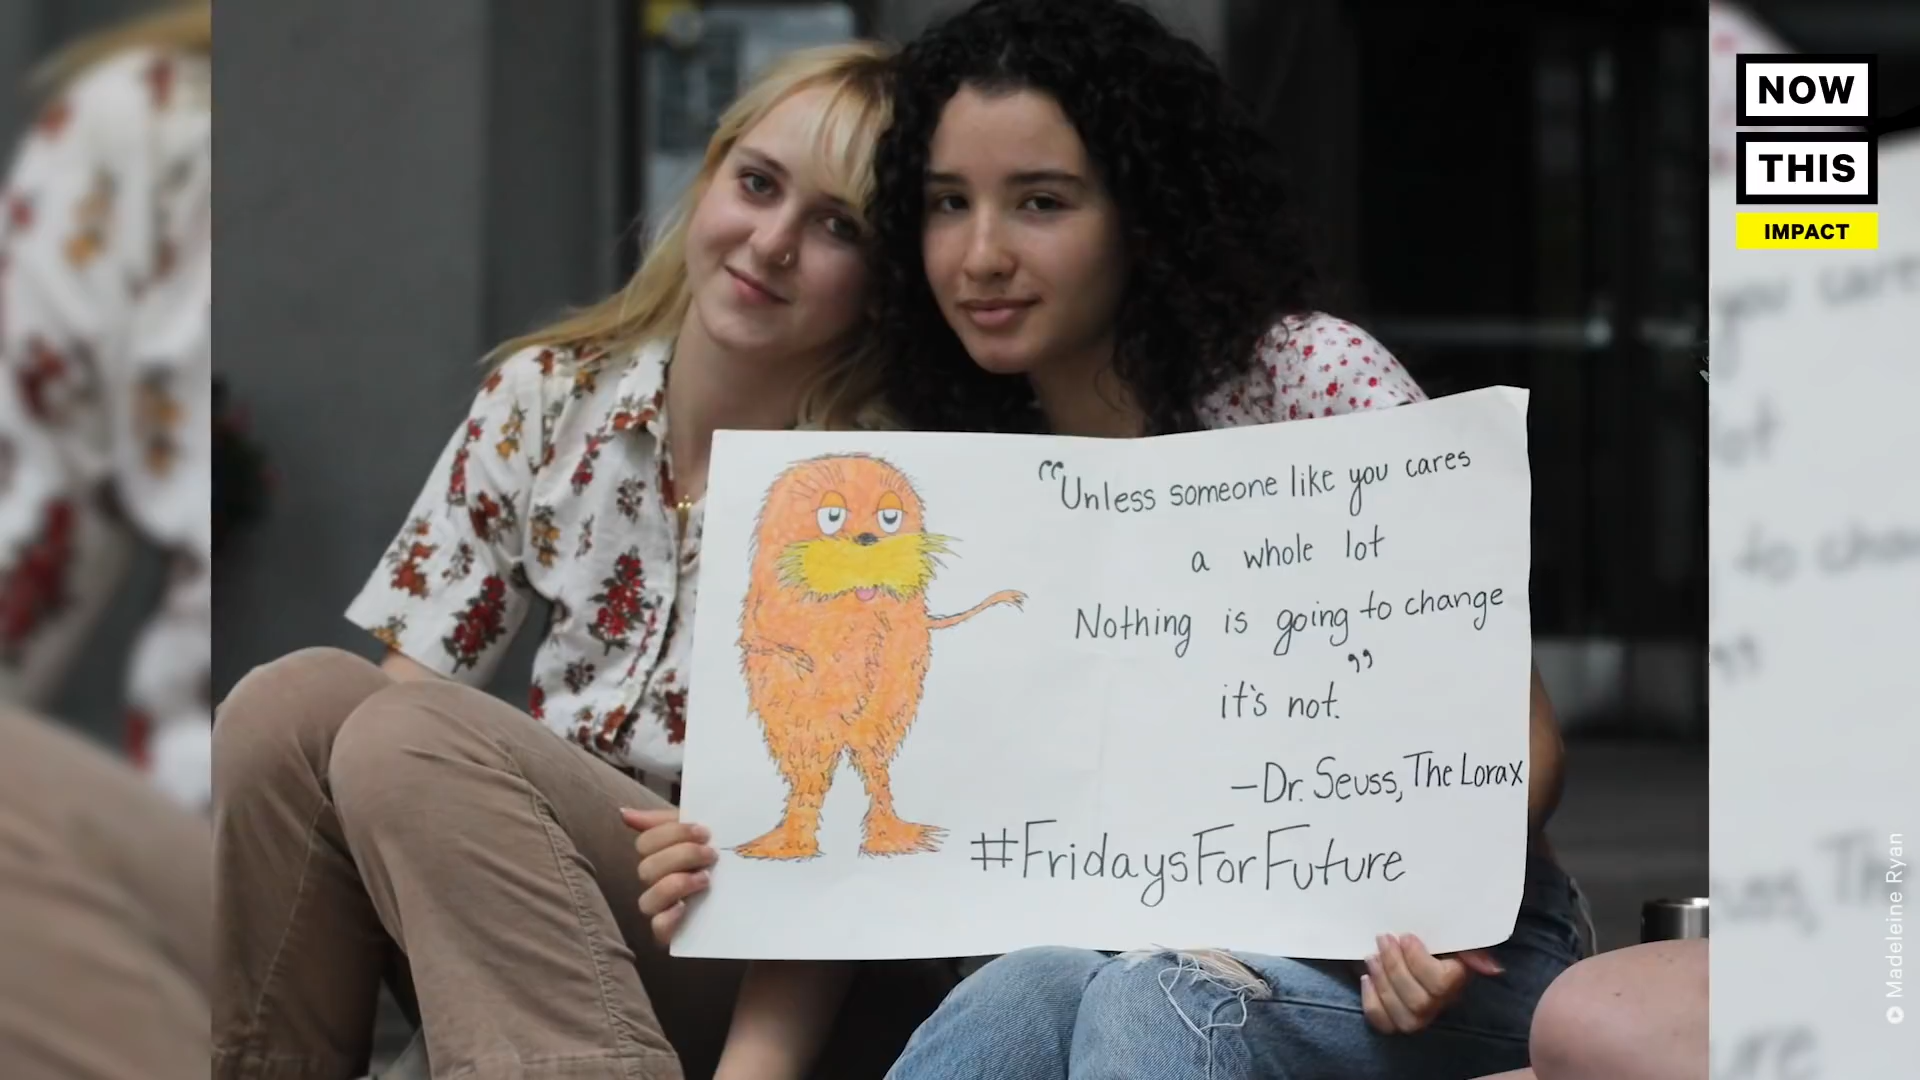 NOW
THIS
IMPACT
“Unless someone like you cares
a whole lot
Nothing is going to change
it's not.”
—Dr. Seuss, The Lorax
#FridaysForFuture
Madeleine Ryan